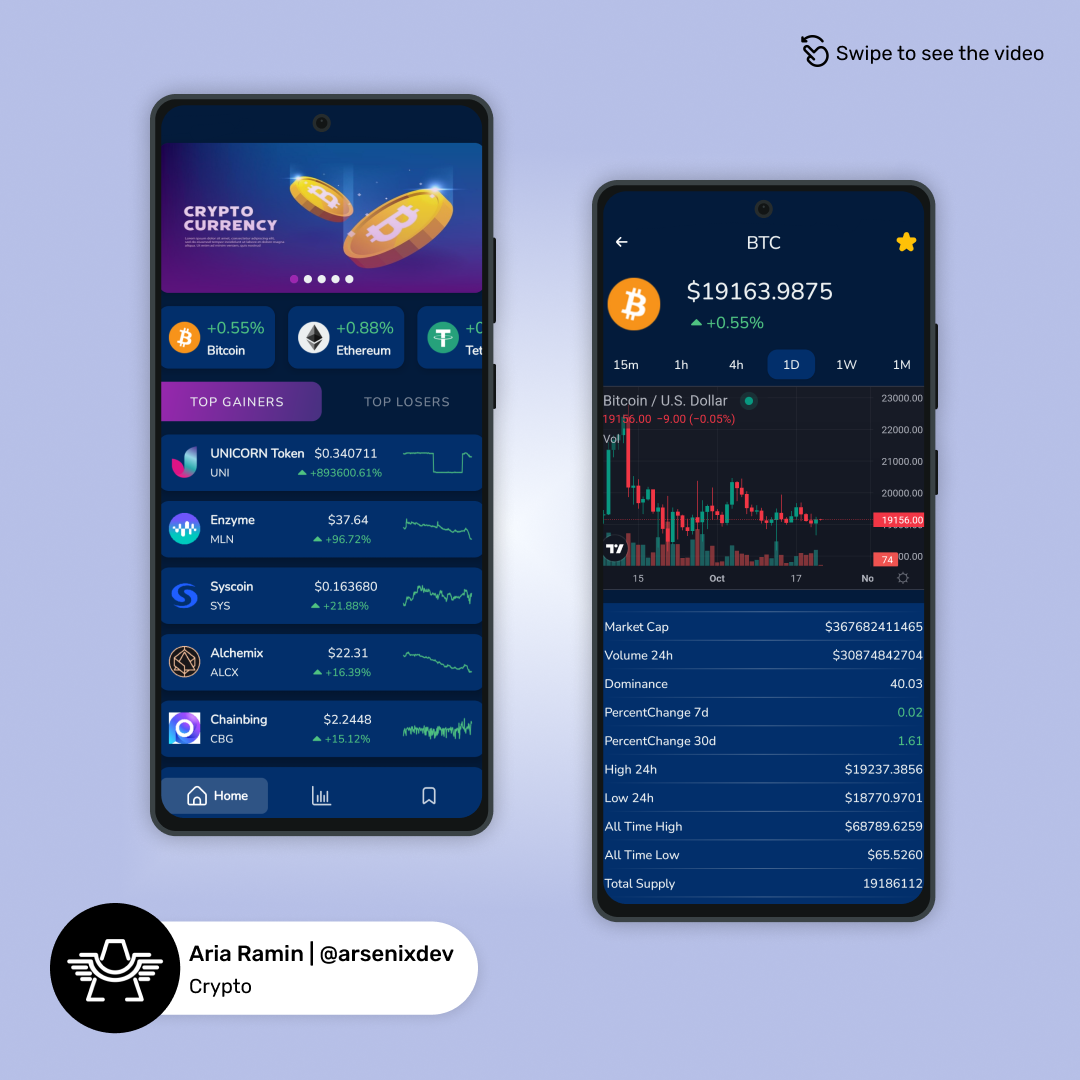 Swipe to see the video
CRYPTO
CURRENCY
+0.55%
Bitcoin
+0.88%
Ethereum
TOP GAINERS
TOP LOSERS
UNICORN Token $0.340711
UNI +893600.61%
Enzyme $37.64
MLN +96.72%
Syscoin $0.163680
SYS +21.88%
Alchemix $22.31
ALCX +16.39%
Chainbing $2.2448
CBG +15.12%
Home
BTC
$19163.9875
+0.55%
15m 1h 4h 1D 1W 1M
Bitcoin / U.S. Dollar
19156.00 −9.00 (−0.05%)
Vol
23000.00
22000.00
21000.00
20000.00
19156.00
74
15 Oct 17 No
Market Cap $367682411465
Volume 24h $30874842704
Dominance 40.03
PercentChange 7d 0.02
PercentChange 30d 1.61
High 24h $19237.3856
Low 24h $18770.9701
All Time High $68789.6259
All Time Low $65.5260
Total Supply 19186112
Aria Ramin | @arsenixdev
Crypto